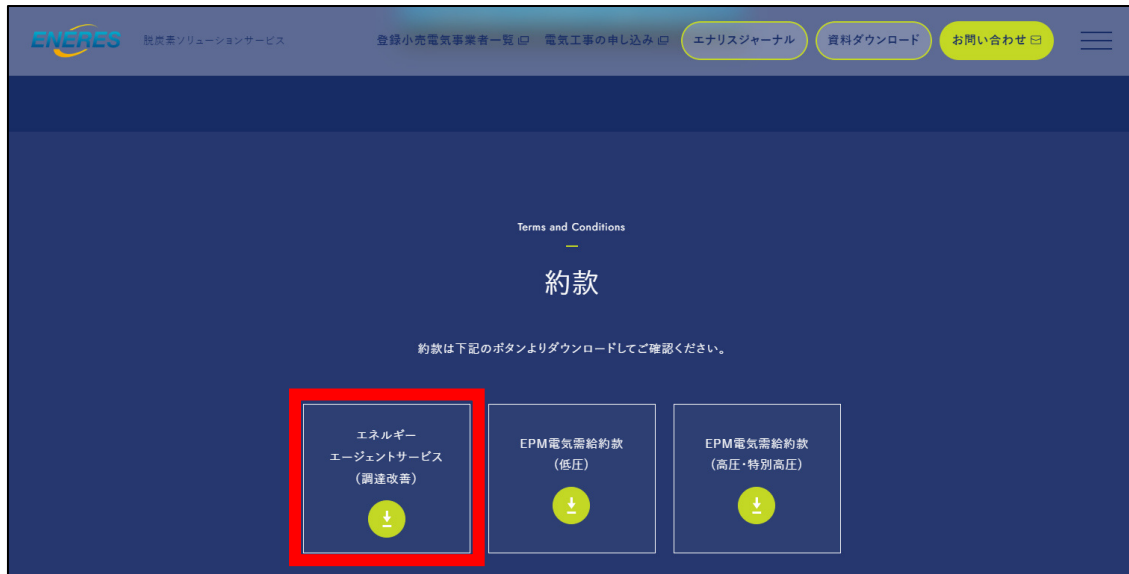 ENERES
脱炭素ソリューションサービス
登録小売電気事業者一覧
電気工事の申し込み
エナリスジャーナル
資料ダウンロード
お問い合わせ
Terms and Conditions
約款
約款は下記のボタンよりダウンロードしてご確認ください。
エネルギー
エージェントサービス
(調達改善)
EPM電気需給約款
(低圧)
EPM電気需給約款
(高圧・特別高圧)